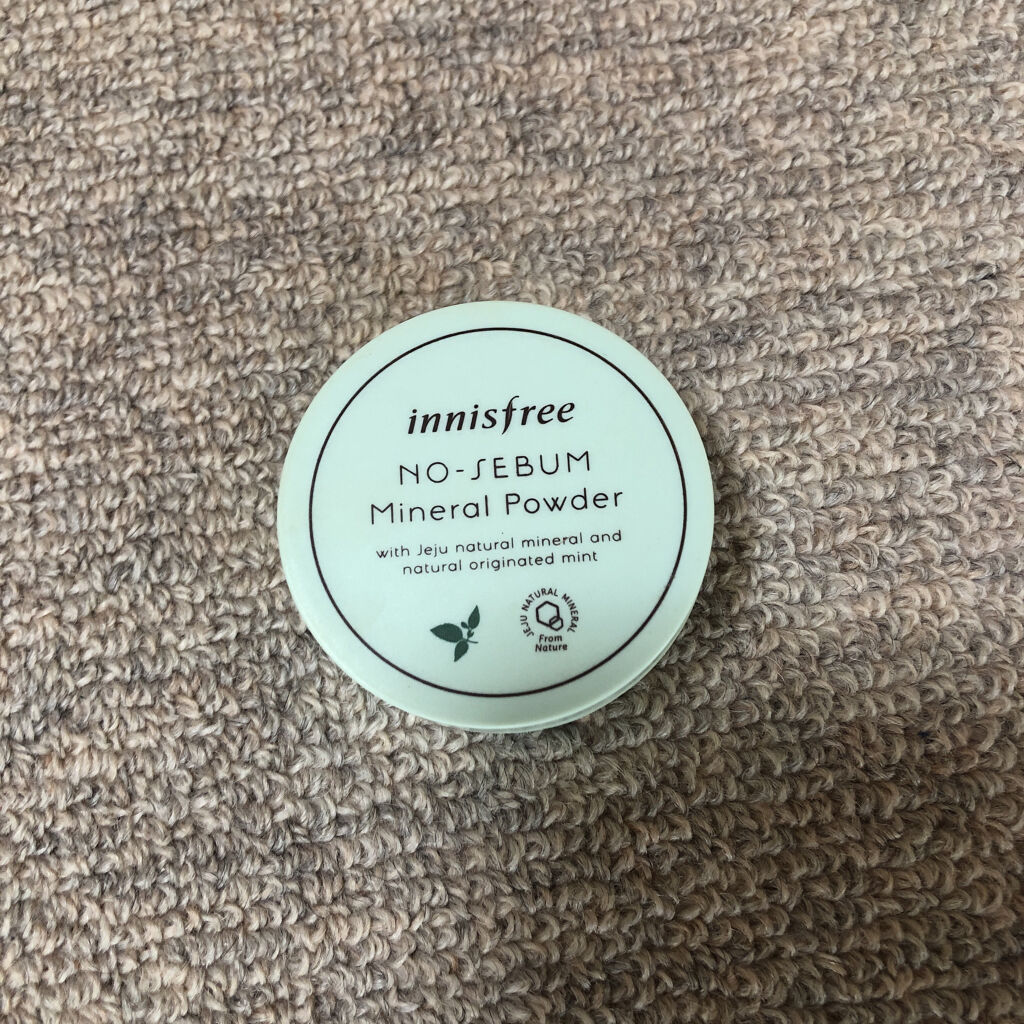 innisfree
NO-SEBUM
Mineral Powder
with Jeju natural mineral and
natural originated mint
JEJU NATURAL MINERAL
From
Nature